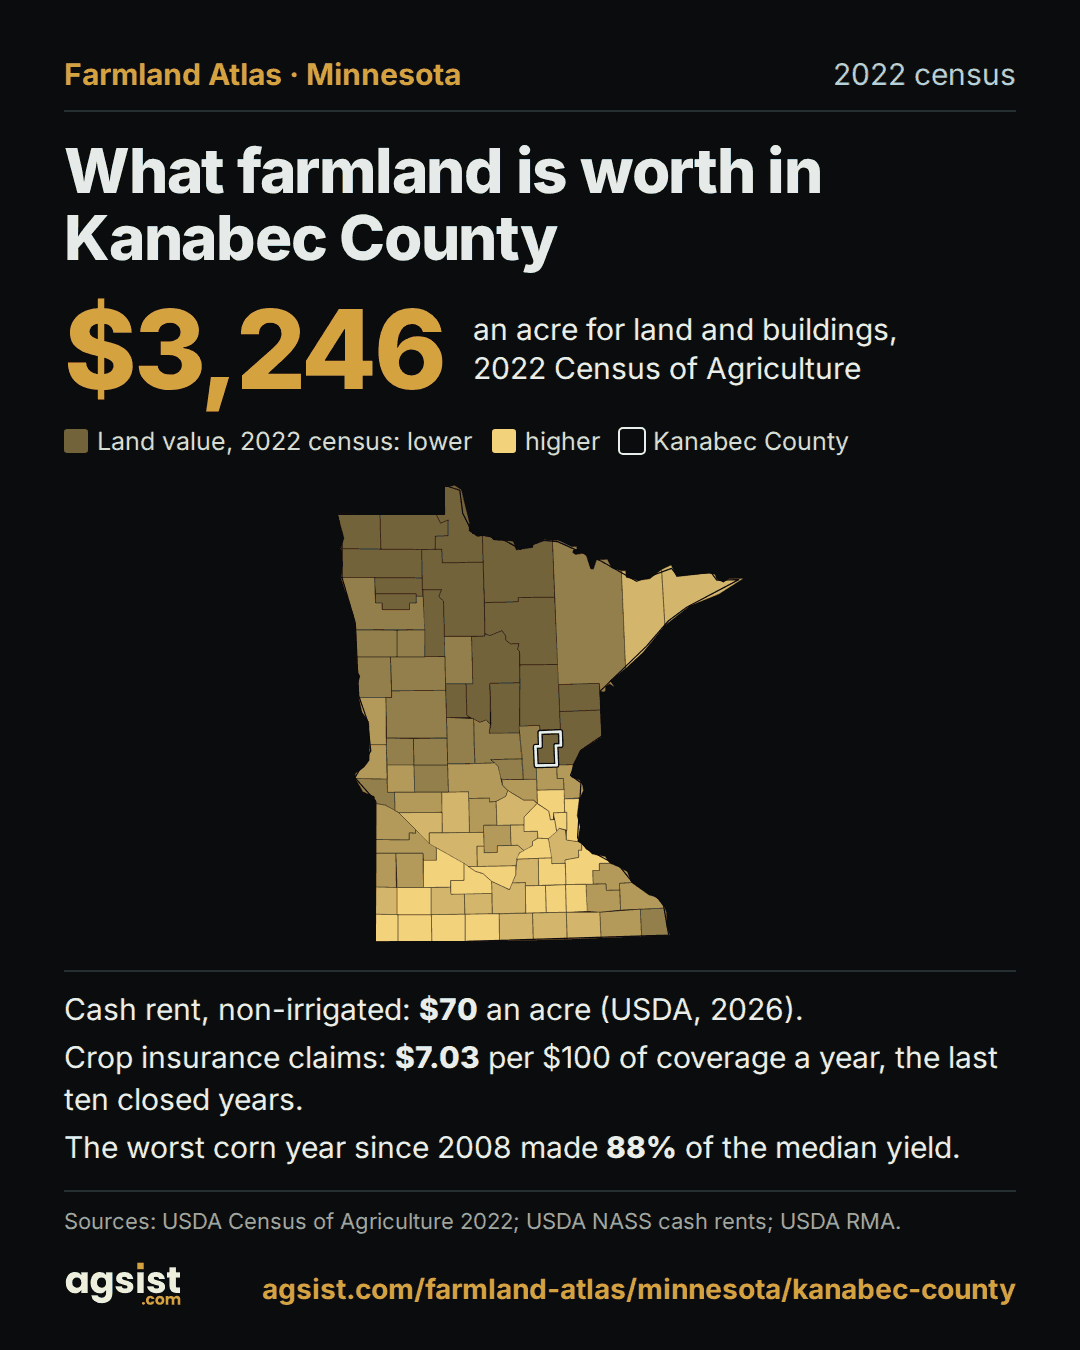 Farmland Atlas · Minnesota
2022 census
What farmland is worth in
Kanabec County
$3,246
an acre for land and buildings,
2022 Census of Agriculture
Land value, 2022 census: lower
higher
Kanabec County
Cash rent, non-irrigated: $70 an acre (USDA, 2026).
Crop insurance claims: $7.03 per $100 of coverage a year, the last
ten closed years.
The worst corn year since 2008 made 88% of the median yield.
Sources: USDA Census of Agriculture 2022; USDA NASS cash rents; USDA RMA.
agsist
.com
agsist.com/farmland-atlas/minnesota/kanabec-county